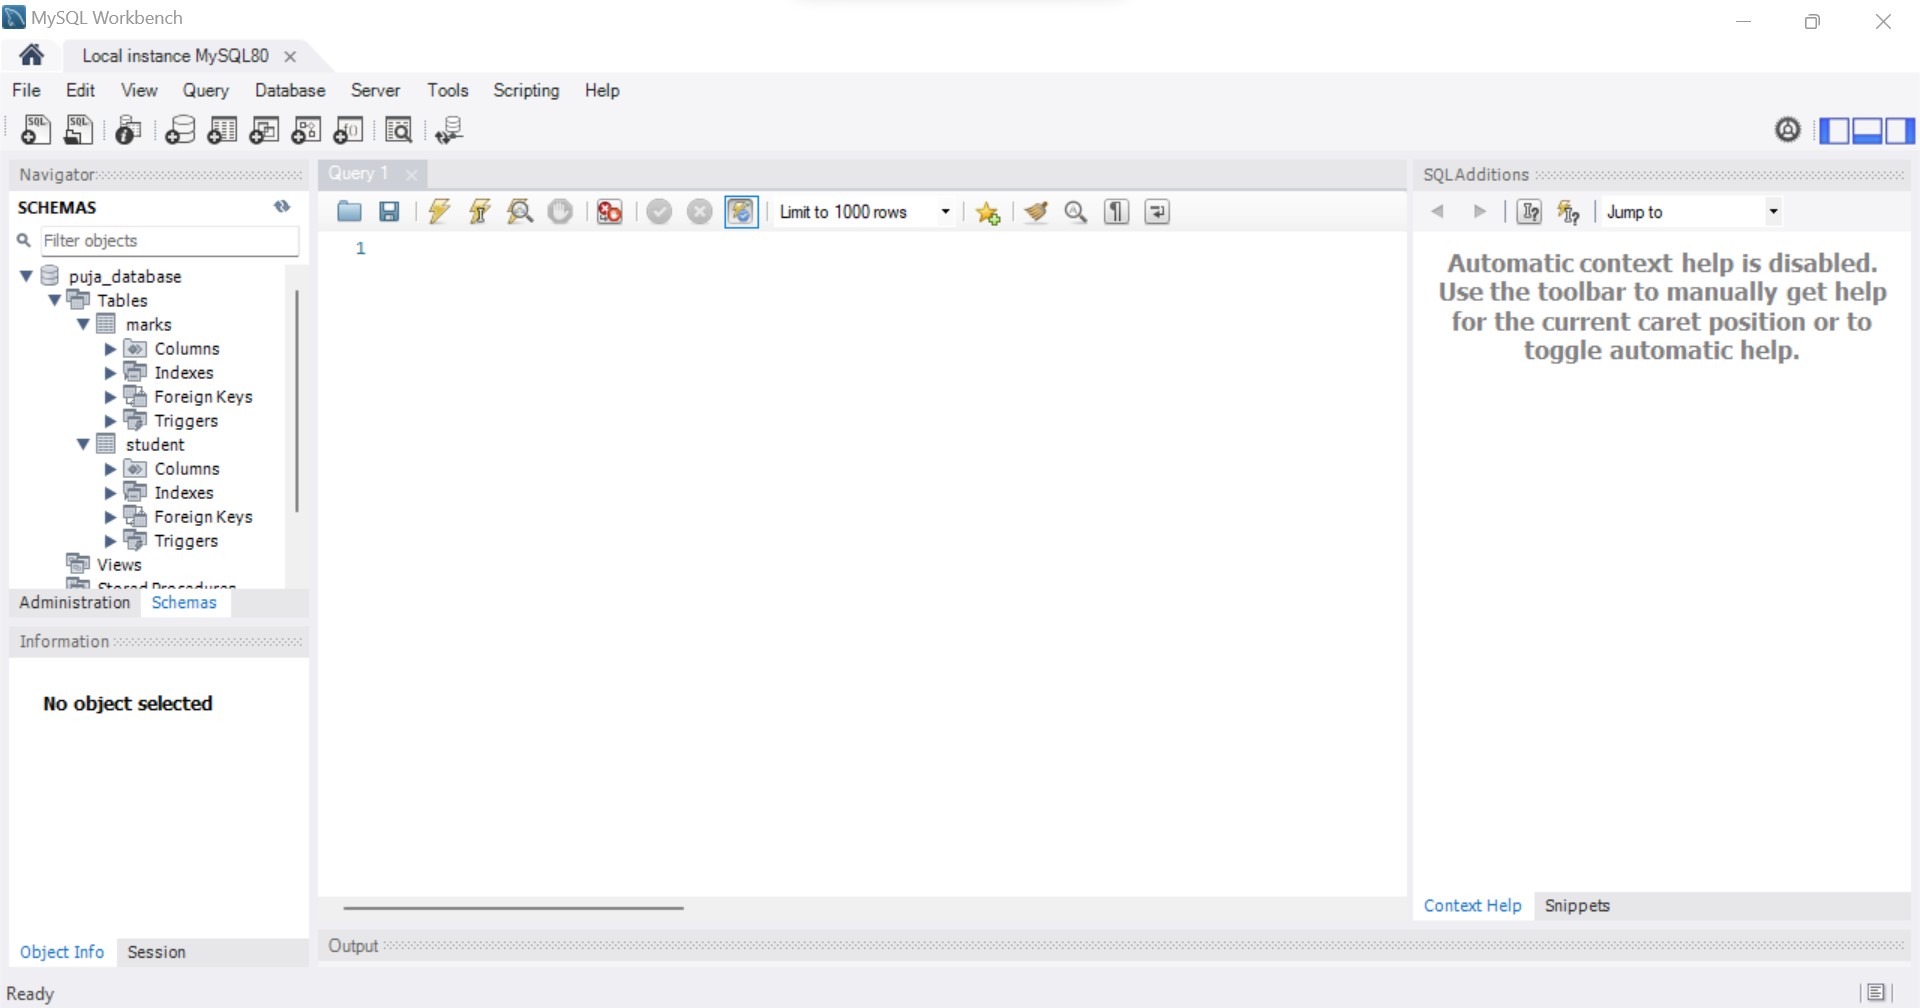 MySQL Workbench
Local instance MySQL80
File Edit View Query Database Server Tools Scripting Help
Navigator
SCHEMAS
Filter objects
puja_database
Tables
marks
Columns
Indexes
Foreign Keys
Triggers
student
Columns
Indexes
Foreign Keys
Triggers
Views
Stored Procedures
Administration Schemas
Information
No object selected
Object Info Session
Query 1
Limit to 1000 rows
1
Output
SQLAdditions
Jump to
Automatic context help is disabled.
Use the toolbar to manually get help
for the current caret position or to
toggle automatic help.
Context Help Snippets
Ready